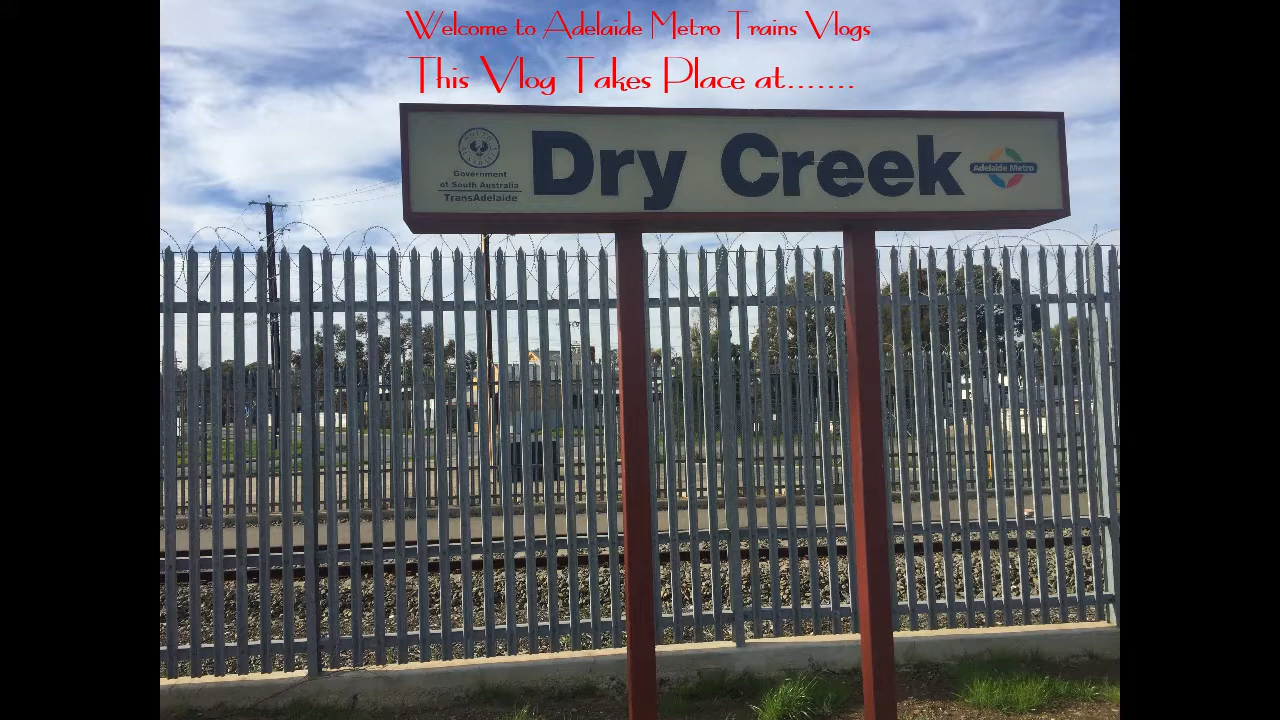 Welcome to Adelaide Metro Trains Vlogs
This Vlog Takes Place at.......
Government
of South Australia
TransAdelaide
Dry Creek
Adelaide Metro